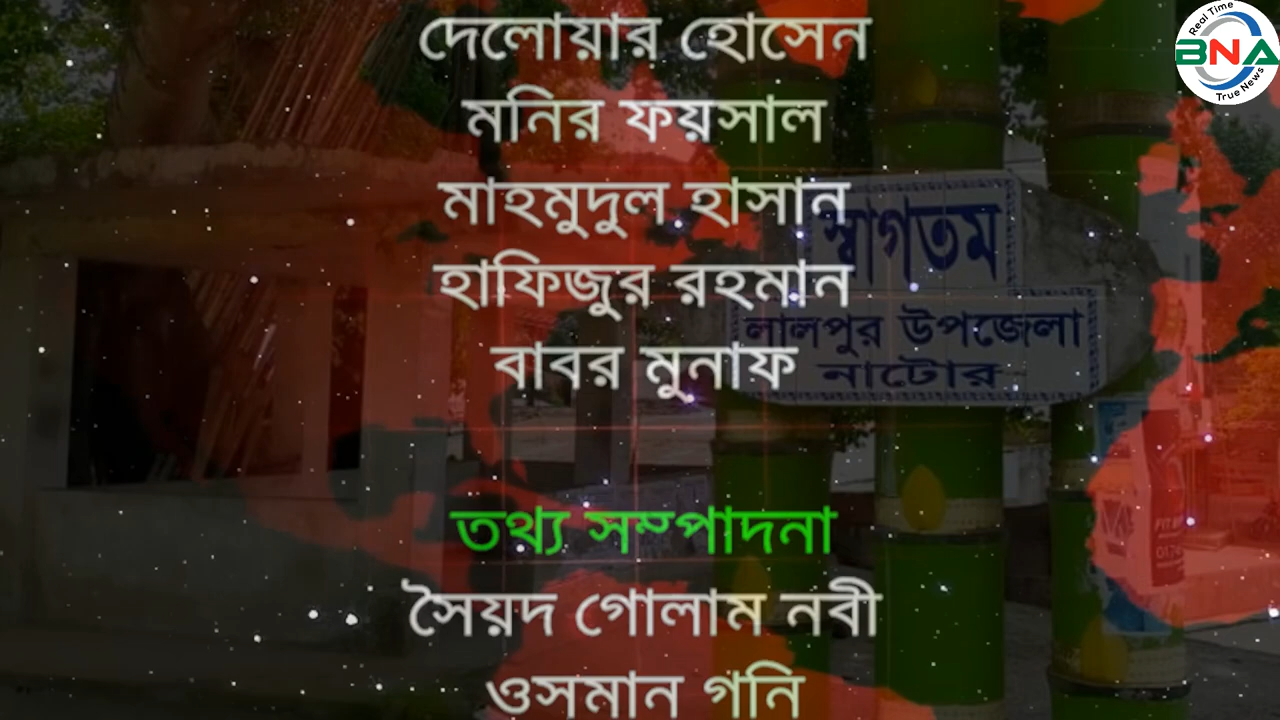 দেলোয়ার হোসেন
মনির ফয়সাল
মাহমুদুল হাসান
হাফিজুর রহমান
বাবর মুনাফ
তথ্য সম্পাদনা
সৈয়দ গোলাম নবী
ওসমান গনি
স্বাগতম
লালপুর উপজেলা
নাটোর
Real Time
BNA
True News